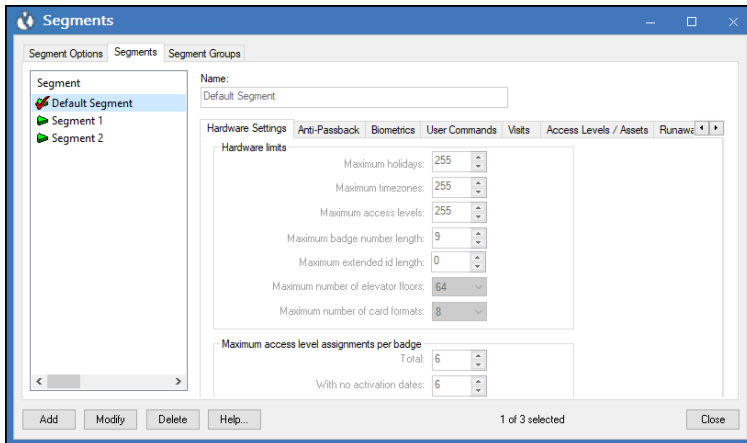 Segments
Segment Options Segments Segment Groups
Segment
Default Segment
Segment 1
Segment 2
Name:
Default Segment
Hardware Settings Anti-Passback Biometrics User Commands Visits Access Levels / Assets Runawa
Hardware limits
Maximum holidays: 255
Maximum timezones: 255
Maximum access levels: 255
Maximum badge number length: 9
Maximum extended id length: 0
Maximum number of elevator floors: 64
Maximum number of card formats: 8
Maximum access level assignments per badge
Total: 6
With no activation dates: 6
Add Modify Delete Help... 1 of 3 selected Close